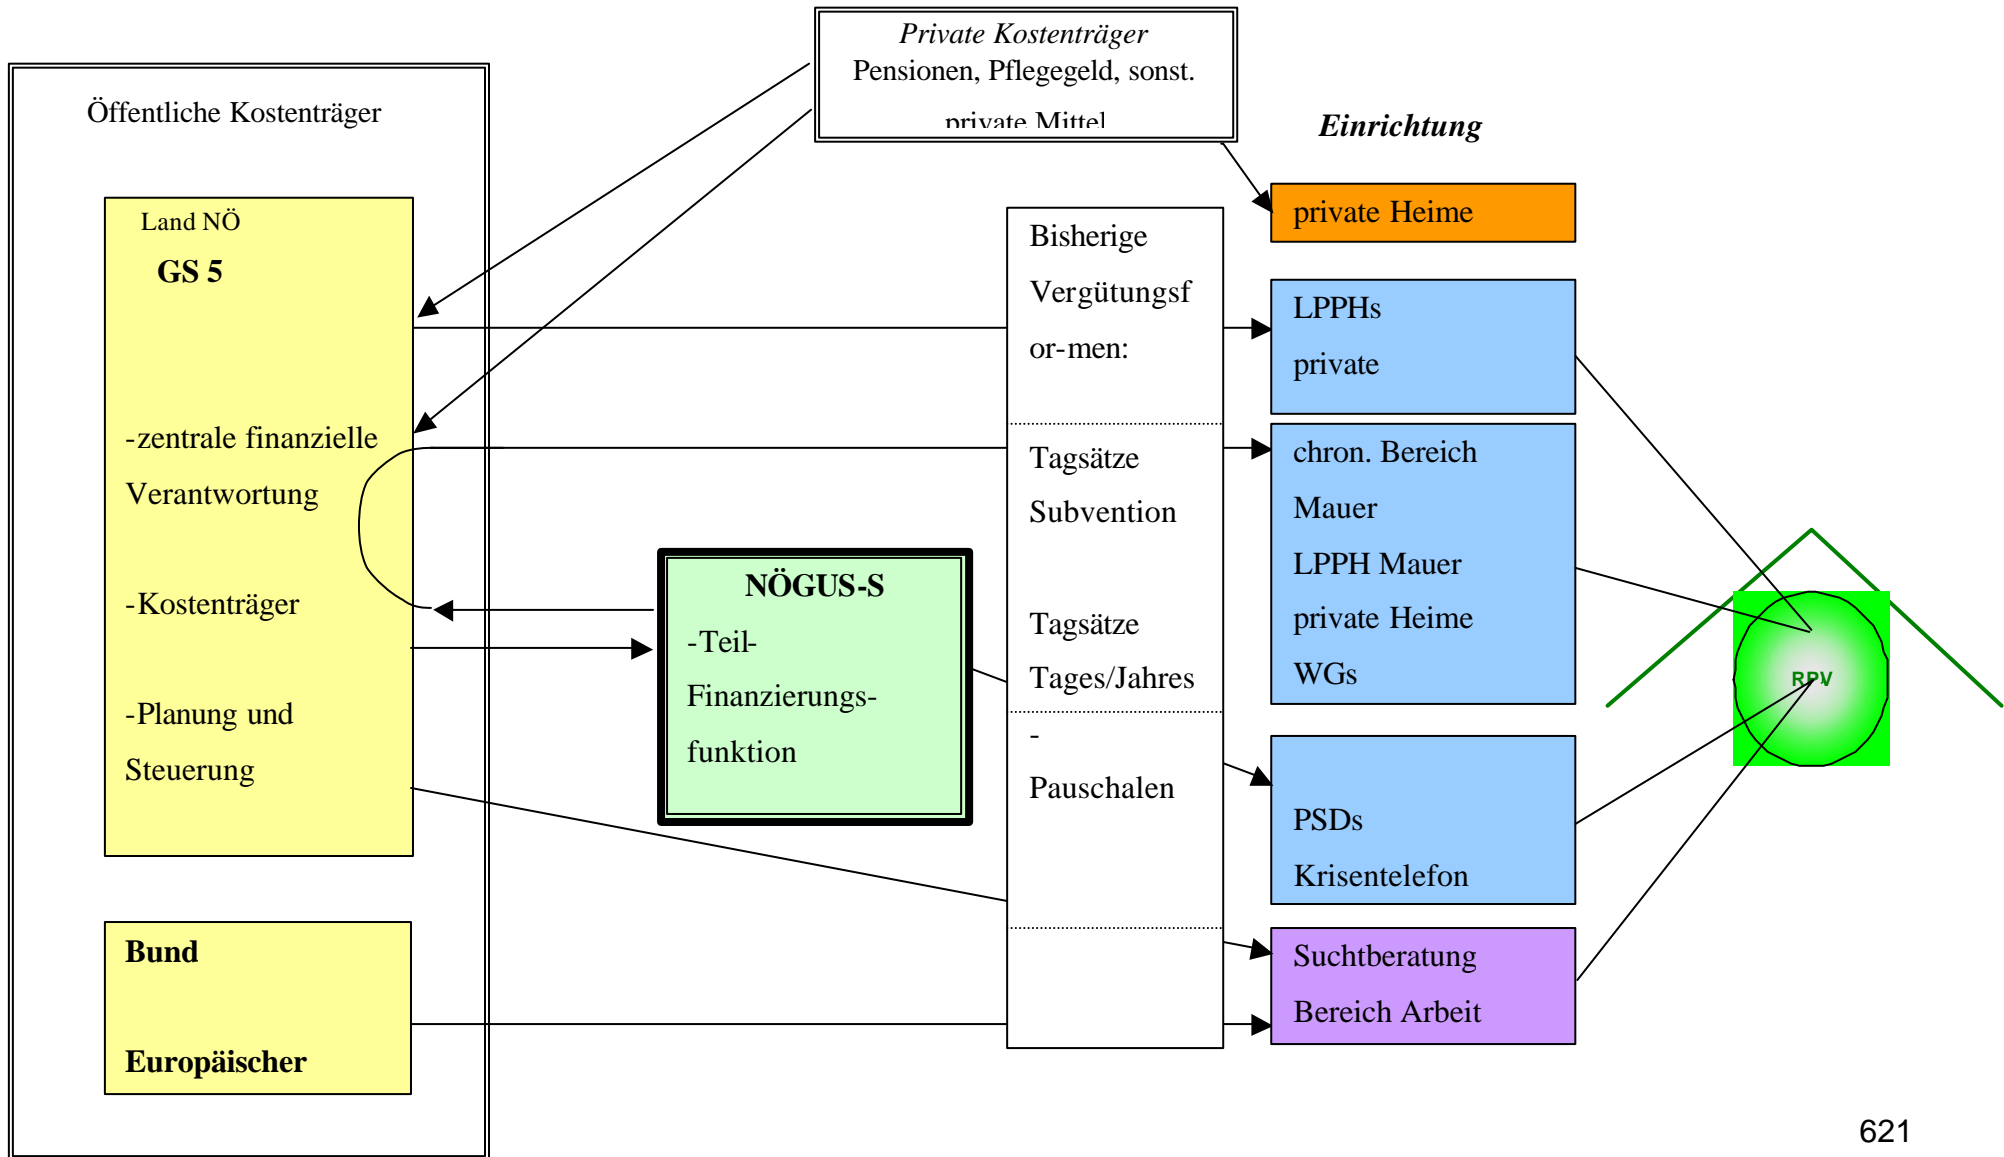 Private Kostenträger
Pensionen, Pflegegeld, sonst.
private Mittel
Öffentliche Kostenträger
Land NÖ
GS 5
-zentrale finanzielle
Verantwortung
-Kostenträger
-Planung und
Steuerung
Bund
Europäischer
NÖGUS-S
-Teil-
Finanzierungs-
funktion
Bisherige
Vergütungsf
or-men:
Tagsätze
Subvention
Tagsätze
Tages/Jahres
-
Pauschalen
Einrichtung
private Heime
LPPHs
private
chron. Bereich
Mauer
LPPH Mauer
private Heime
WGs
PSDs
Krisentelefon
Suchtberatung
Bereich Arbeit
RPV
621